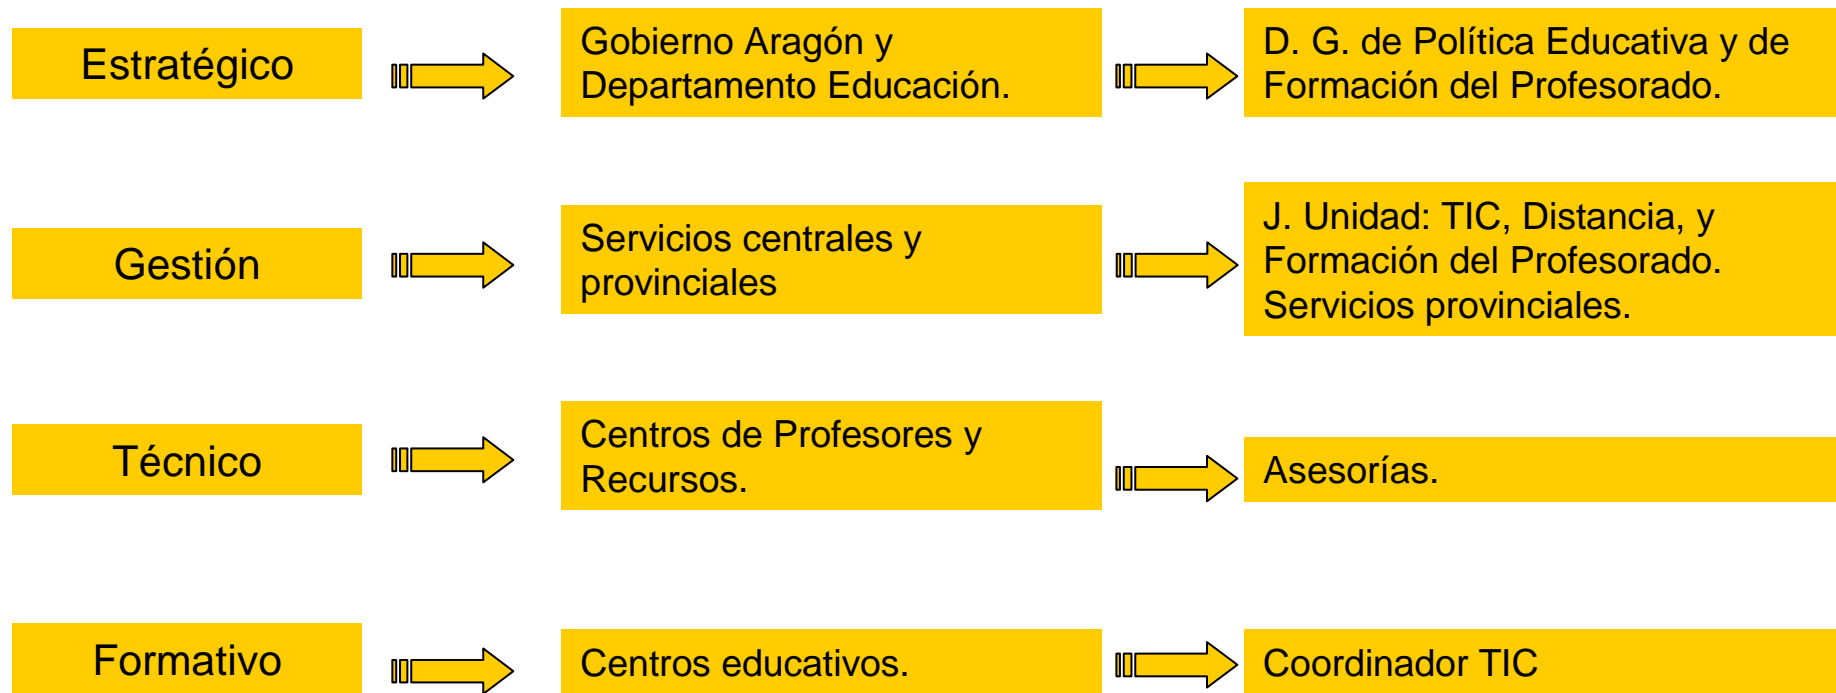 Estratégico
Gobierno Aragón y
Departamento Educación.
D. G. de Política Educativa y de
Formación del Profesorado.
Gestión
Servicios centrales y
provinciales
J. Unidad: TIC, Distancia, y
Formación del Profesorado.
Servicios provinciales.
Técnico
Centros de Profesores y
Recursos.
Asesorías.
Formativo
Centros educativos.
Coordinador TIC